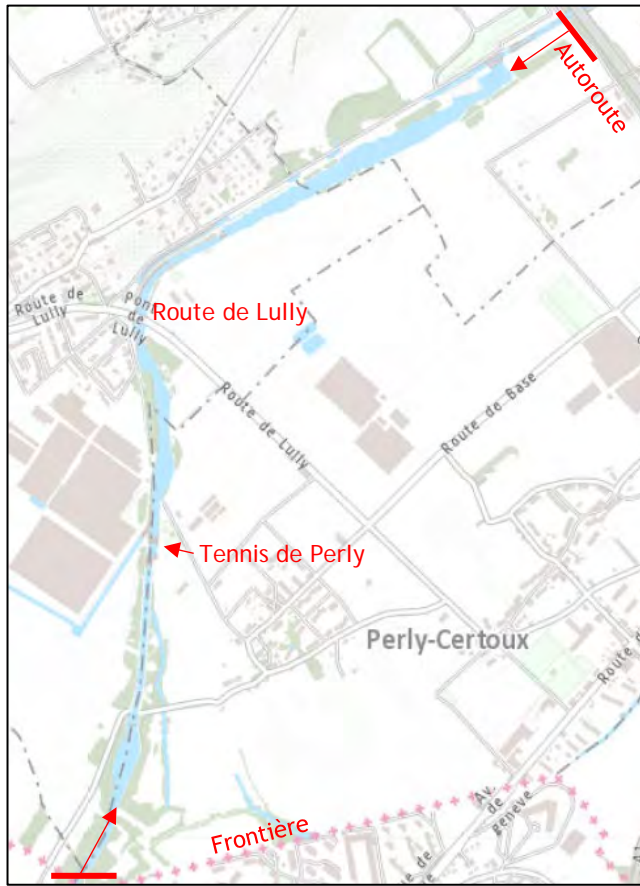 Autoroute
Route de
Lully
Pont
de
Lully
Route de Lully
Route de Lully
Route de Base
Tennis de Perly
Perly-Certoux
Route de
Av.
de
genève
Frontière